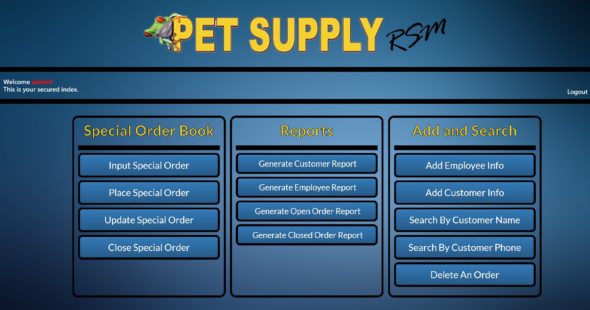 PET SUPPLY RSM
Welcome
This is your secured index.
Logout
Special Order Book
Input Special Order
Place Special Order
Update Special Order
Close Special Order
Reports
Generate Customer Report
Generate Employee Report
Generate Open Order Report
Generate Closed Order Report
Add and Search
Add Employee Info
Add Customer Info
Search By Customer Name
Search By Customer Phone
Delete An Order